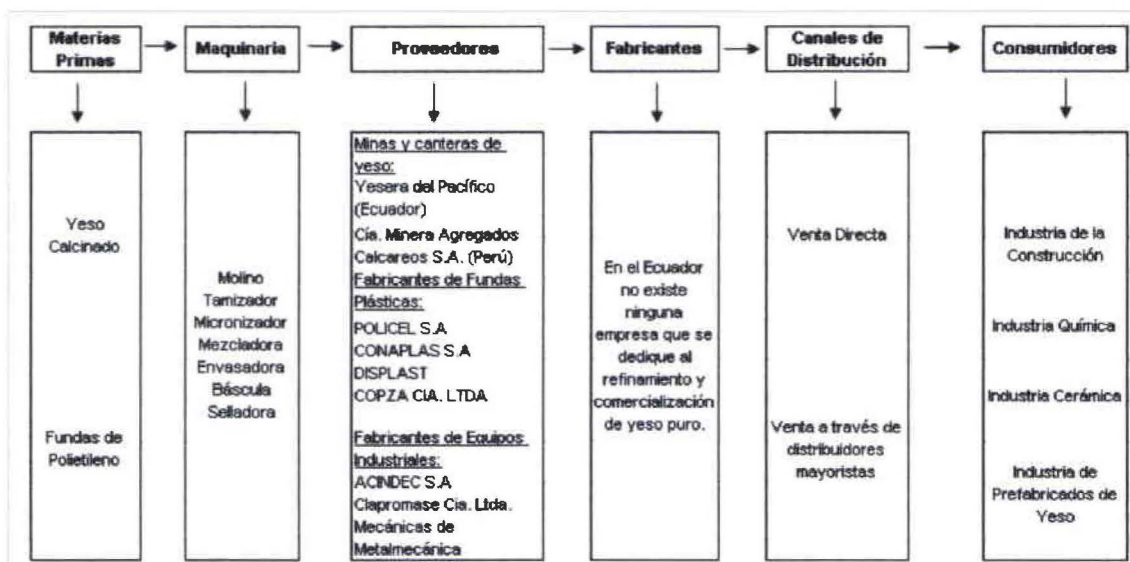 Materias
Primas
Maquinaria
Proveedores
Fabricantes
Canales de
Distribución
Consumidores
Yeso
Calcinado
Fundas de
Polietileno
Molino
Tamizador
Micronizador
Mezcladora
Envasadora
Báscula
Selladora
Minas y canteras de
yeso:
Yesera del Pacífico
(Ecuador)
Cía. Minera Agregados
Calcareos S.A. (Perú)
Fabricantes de Fundas
Plásticas:
POLICEL S.A
CONAPLAS S.A
DISPLAST
COPZA CIA. LTDA
Fabricantes de Equipos
Industriales:
ACINDEC S.A
Clapromase Cia. Ltda.
Mecánicas de
Metalmecánica
En el Ecuador
no existe
ninguna
empresa que se
dedique al
refinamiento y
comercialización
de yeso puro.
Venta Directa
Venta a través de
distribuidores
mayoristas
Industria de la
Construcción
Industria Química
Industria Cerámica
Industria de
Prefabricados de
Yeso